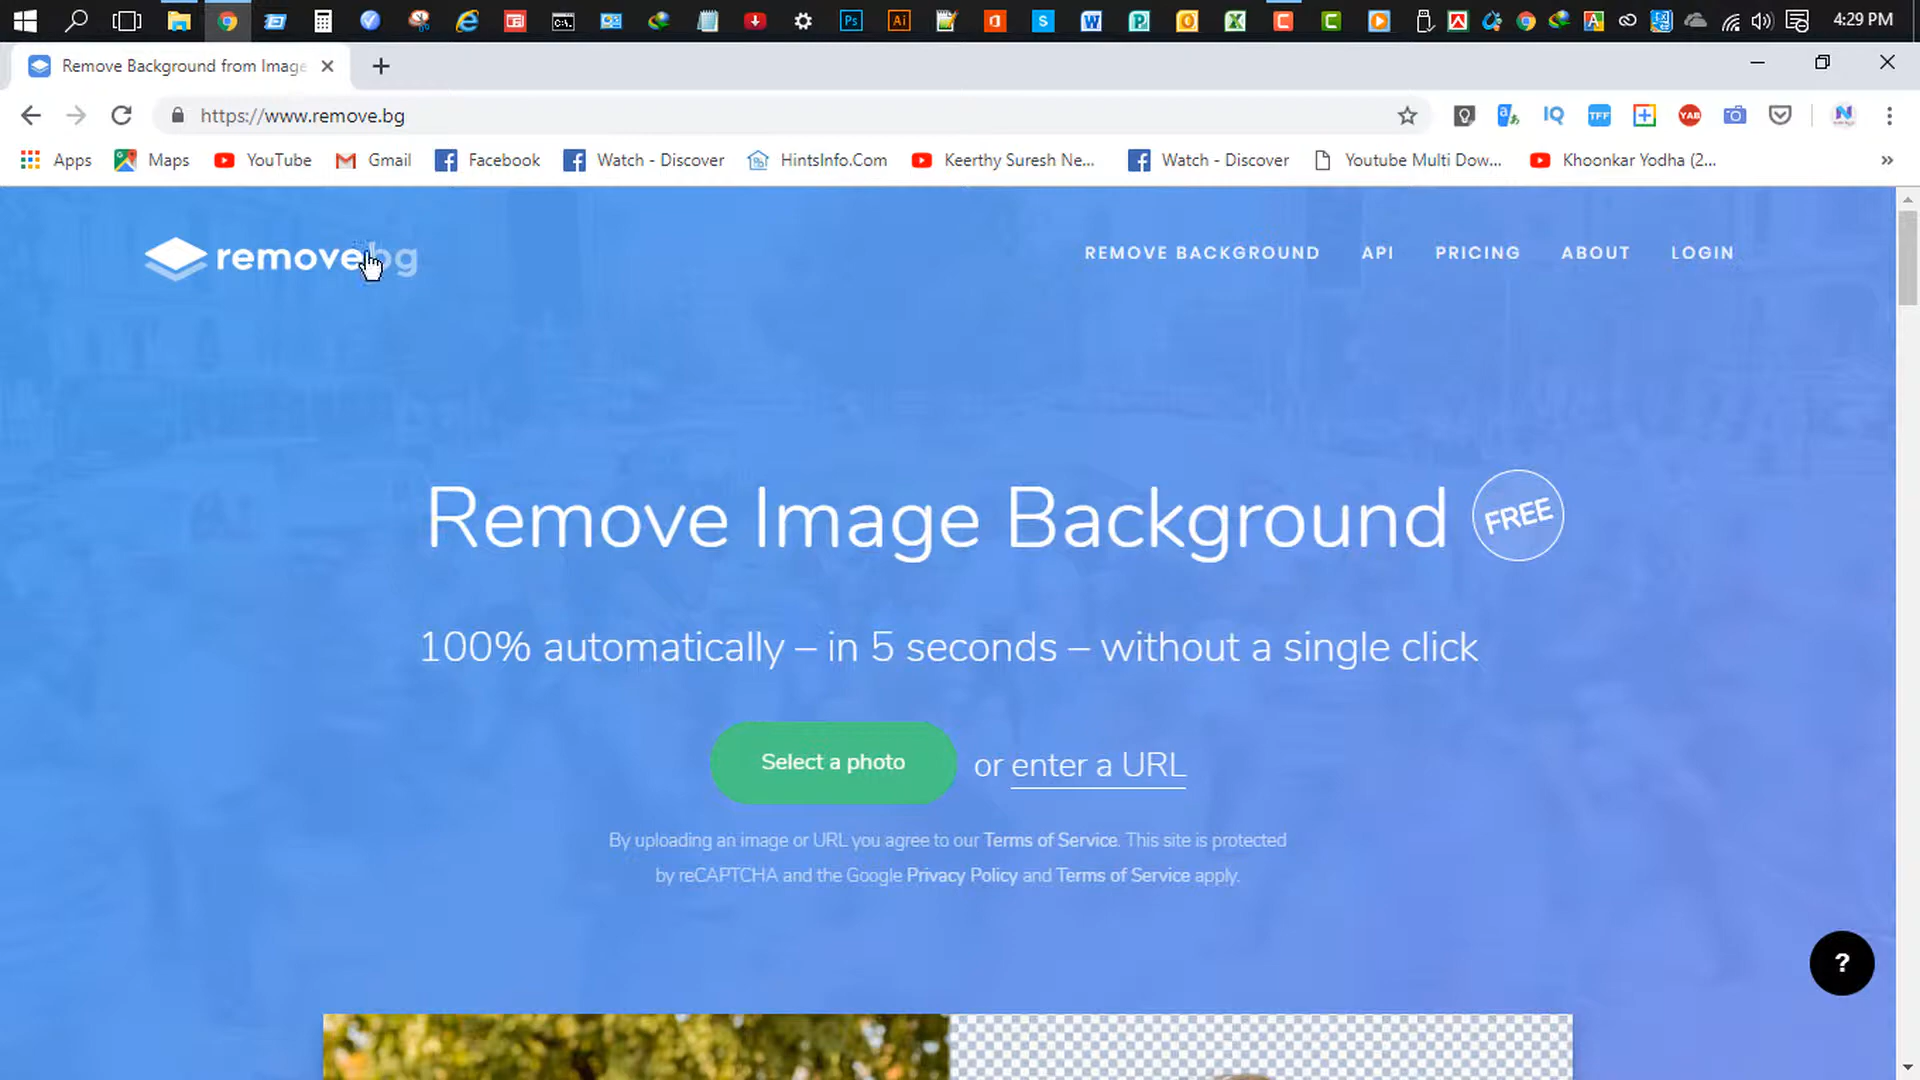 4:29 PM
Remove Background from Image
https://www.remove.bg
IQ TFF YAB
Apps Maps YouTube Gmail Facebook Watch - Discover HintsInfo.Com Keerthy Suresh Ne... Watch - Discover Youtube Multi Dow... Khoonkar Yodha (2... »
removebg REMOVE BACKGROUND API PRICING ABOUT LOGIN
Remove Image Background FREE
100% automatically – in 5 seconds – without a single click
Select a photo or enter a URL
By uploading an image or URL you agree to our Terms of Service. This site is protected
by reCAPTCHA and the Google Privacy Policy and Terms of Service apply.
?